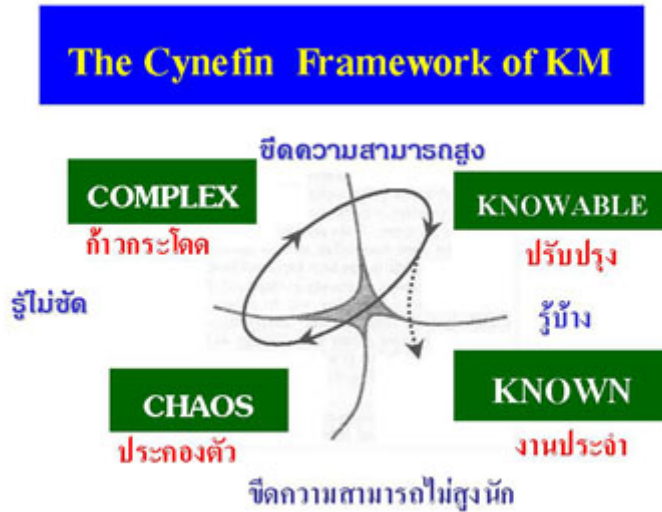 The Cynefin Framework of KM
ขีดความสามารถสูง
COMPLEX
KNOWABLE
ก้าวกระโดด
ปรับปรุง
รู้ไม่ชัด
รู้บ้าง
CHAOS
KNOWN
ประคองตัว
งานประจำ
ขีดความสามารถไม่สูงนัก